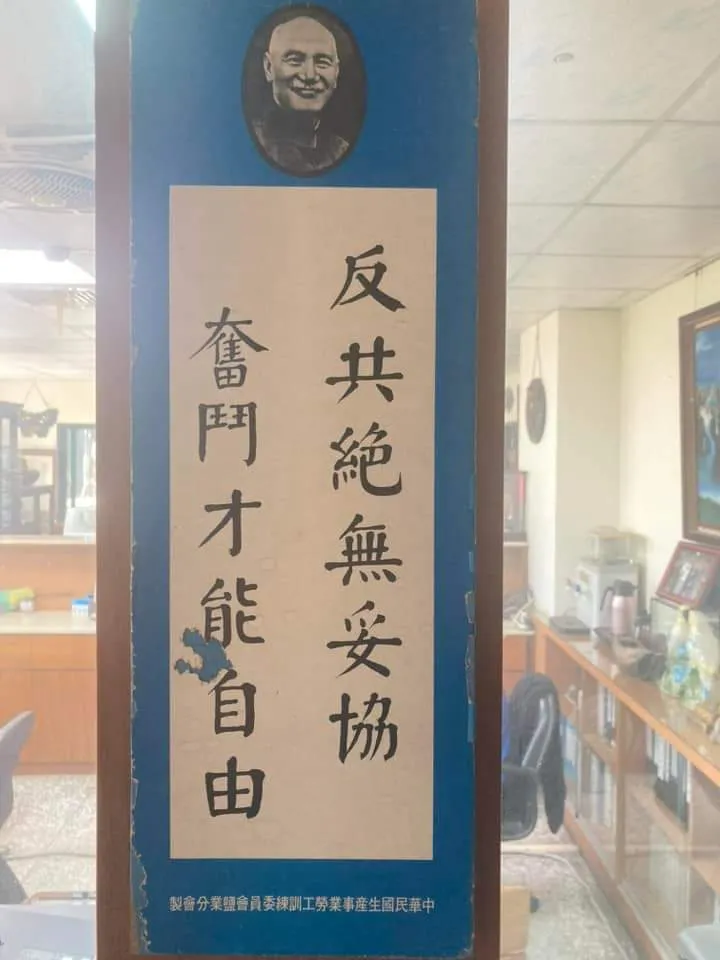 反共絕無妥協
奮鬥才能自由
中華民國生産事業勞工訓練委員會鹽業分會製